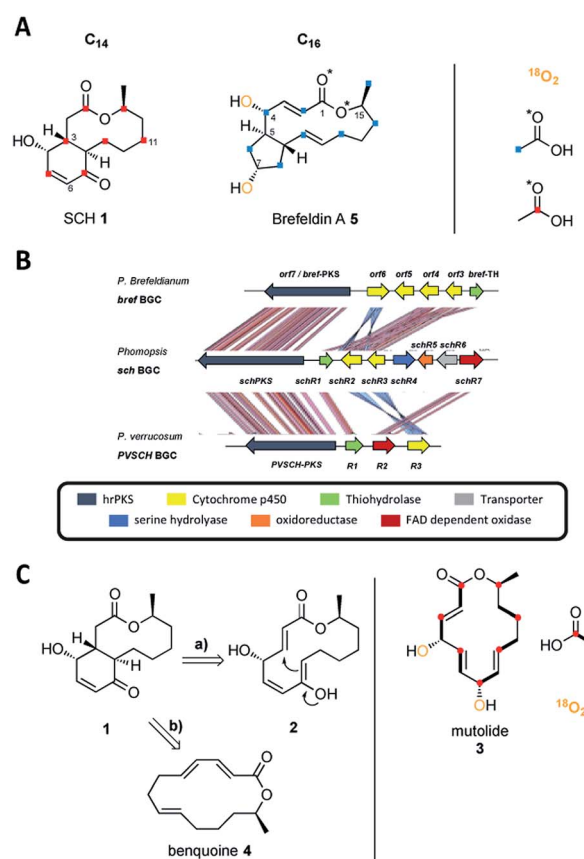 A
C14
C16
18O2
O
O
HO
H
H
O
3
11
6
SCH 1
HO
4
5
7
HO
H
H
O*
1
O*
15
Brefeldin A 5
O*
OH
O*
OH
B
P. Brefeldianum
bref BGC
orf7 / bref-PKS
orf6
orf5
orf4
orf3
bref-TH
Phomopsis
sch BGC
schPKS
schR1
schR2
schR3
schR4
schR5
schR6
schR7
P. verrucosum
PVSCH BGC
PVSCH-PKS
R1
R2
R3
hrPKS
Cytochrome p450
Thiohydrolase
Transporter
serine hydrolyase
oxidoreductase
FAD dependent oxidase
C
O
O
HO
H
H
O
1
a)
O
O
HO
OH
2
b)
O
O
benquoine 4
O
O
HO
OH
mutolide
3
O
HO
18O2